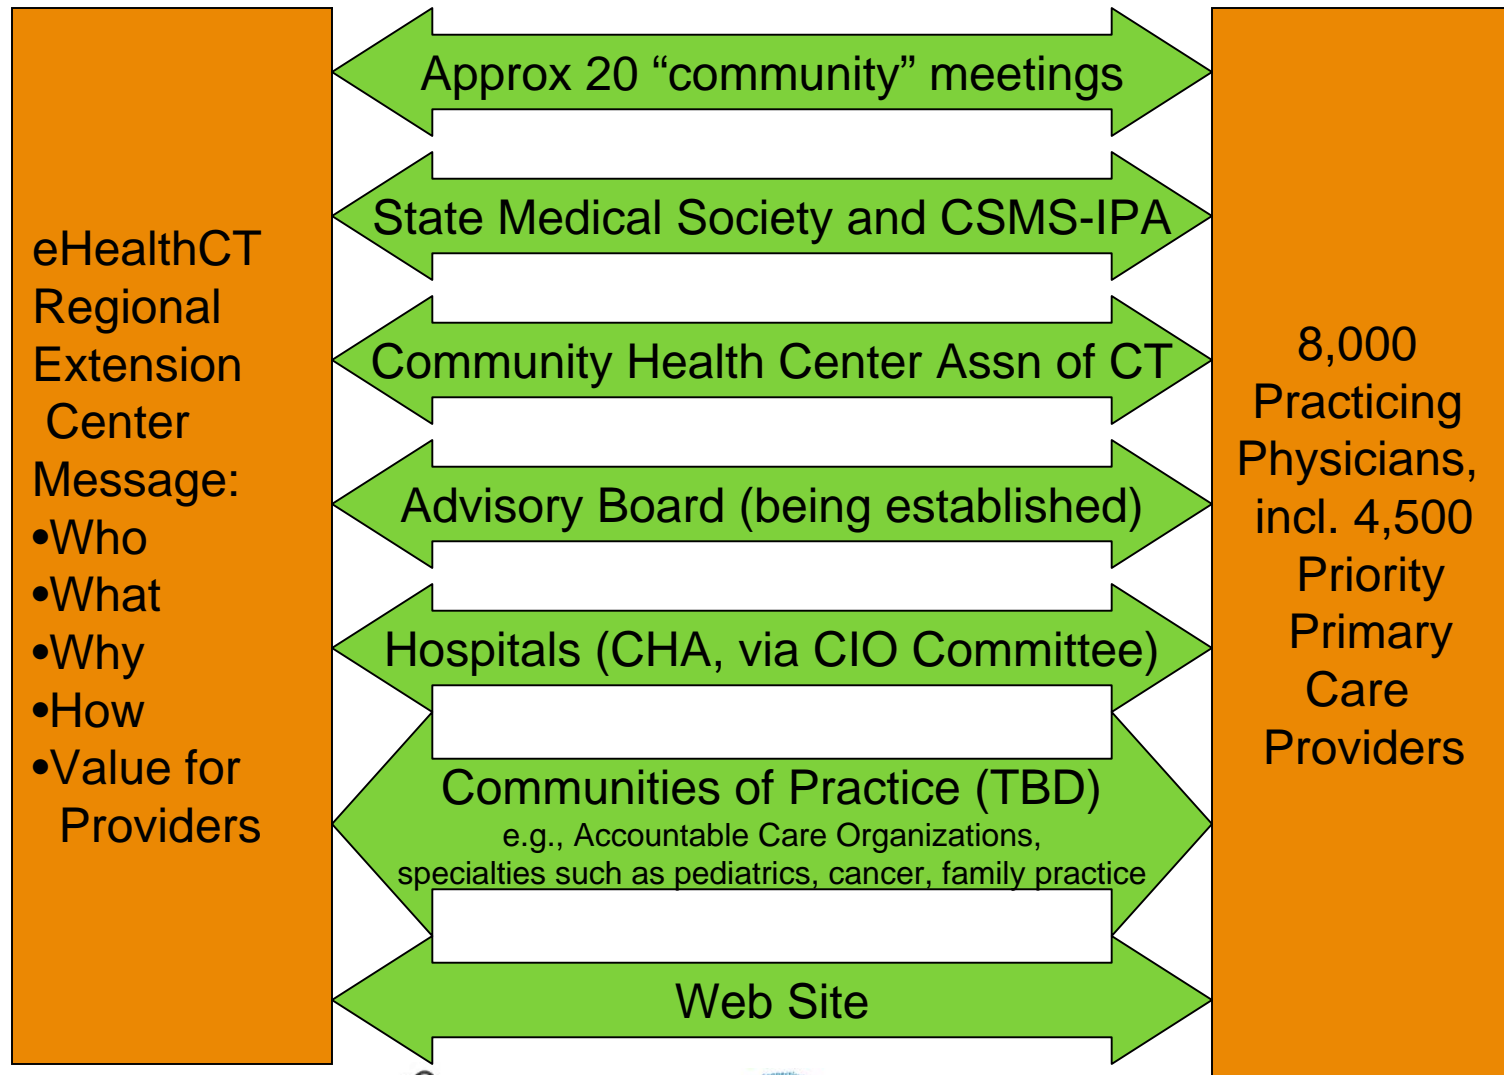 eHealthCT
Regional
Extension
Center
Message:
•Who
•What
•Why
•How
•Value for
Providers
Approx 20 “community” meetings
State Medical Society and CSMS-IPA
Community Health Center Assn of CT
Advisory Board (being established)
Hospitals (CHA, via CIO Committee)
Communities of Practice (TBD)
e.g., Accountable Care Organizations,
specialties such as pediatrics, cancer, family practice
Web Site
8,000
Practicing
Physicians,
incl. 4,500
Priority
Primary
Care
Providers